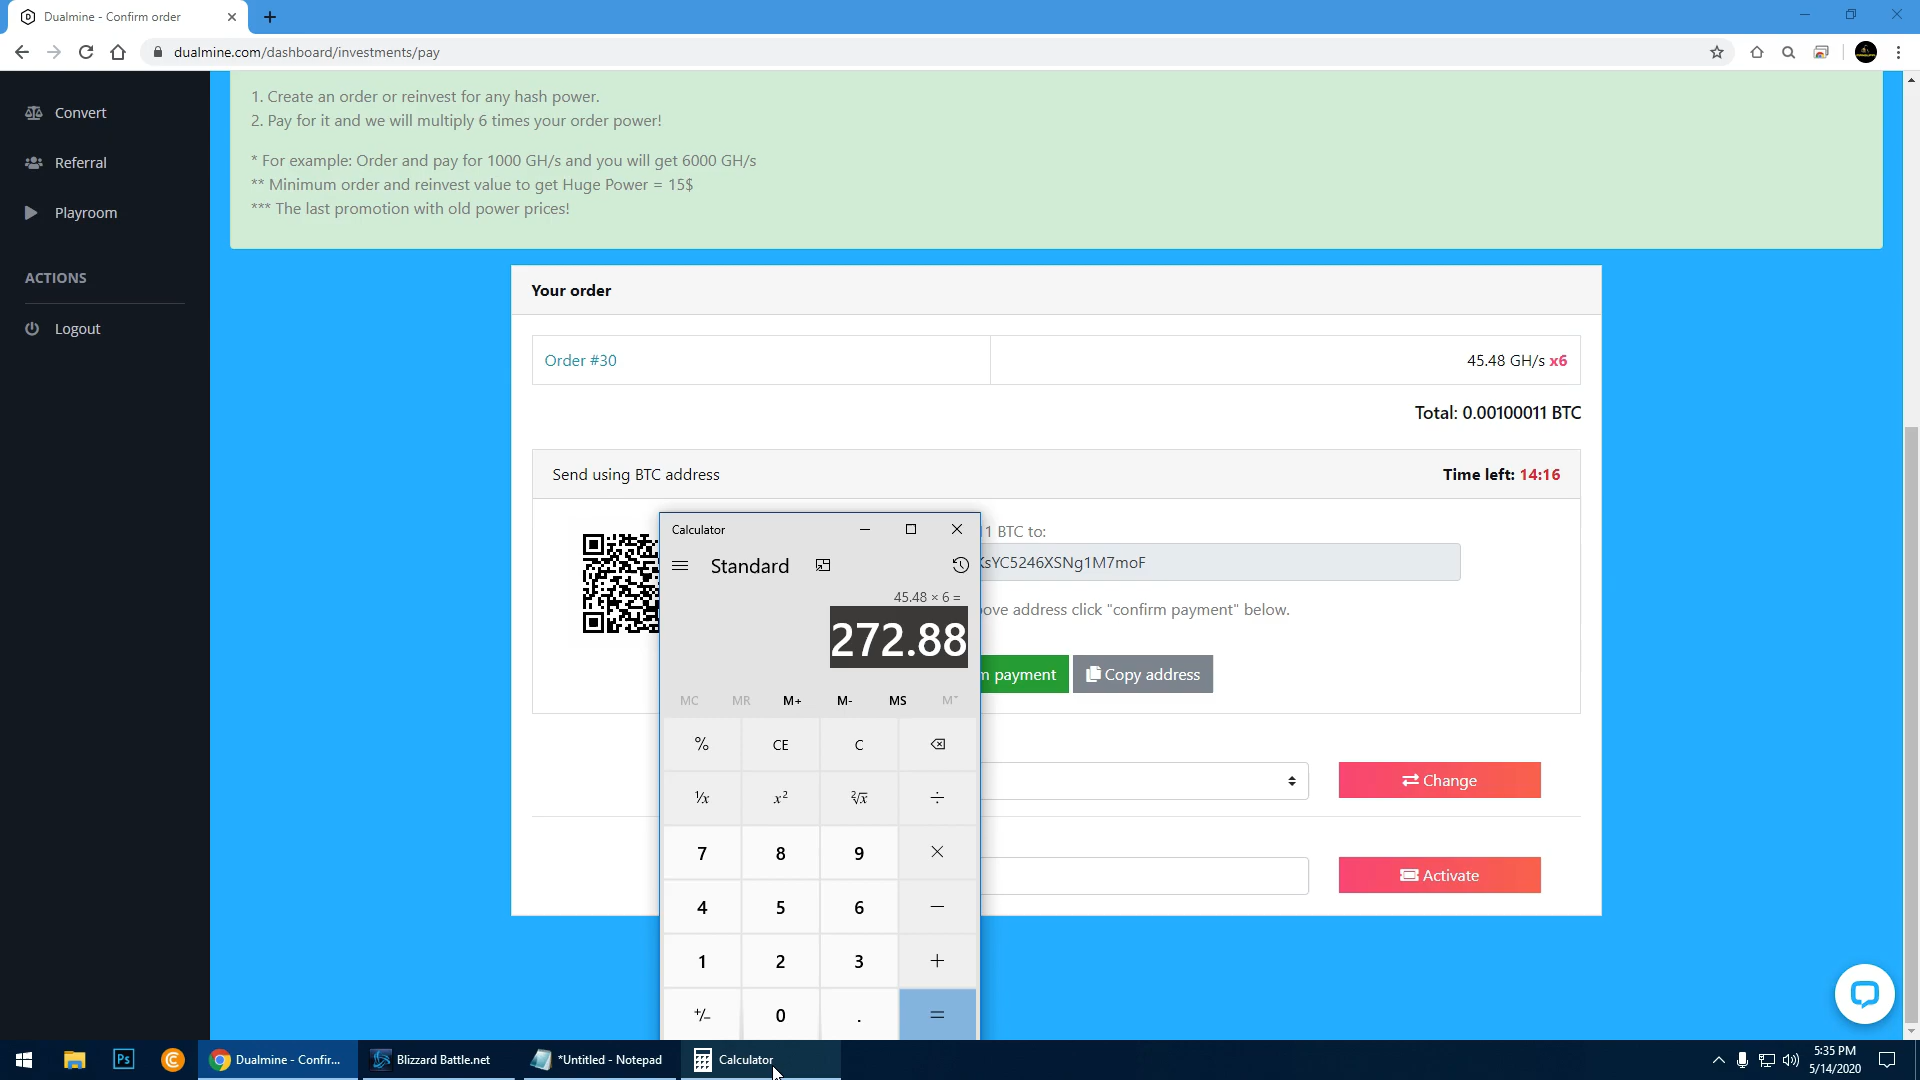 Dualmine - Confirm order
dualmine.com/dashboard/investments/pay
Convert
Referral
Playroom
ACTIONS
Logout
1. Create an order or reinvest for any hash power.
2. Pay for it and we will multiply 6 times your order power!
* For example: Order and pay for 1000 GH/s and you will get 6000 GH/s
** Minimum order and reinvest value to get Huge Power = 15$
*** The last promotion with old power prices!
Your order
Order #30
45.48 GH/s x6
Total: 0.00100011 BTC
Send using BTC address
Time left: 14:16
1 BTC to:
KsYC5246XSNg1M7moF
ove address click "confirm payment" below.
m payment
Copy address
Change
Activate
Calculator
Standard
45.48 × 6 =
272.88
MC MR M+ M- MS M˅
% CE C
¹/x x² ²√x ÷
7 8 9 ×
4 5 6 −
1 2 3 +
+/− 0 . =
Ps
Dualmine - Confir...
Blizzard Battle.net
*Untitled - Notepad
Calculator
5:35 PM
5/14/2020